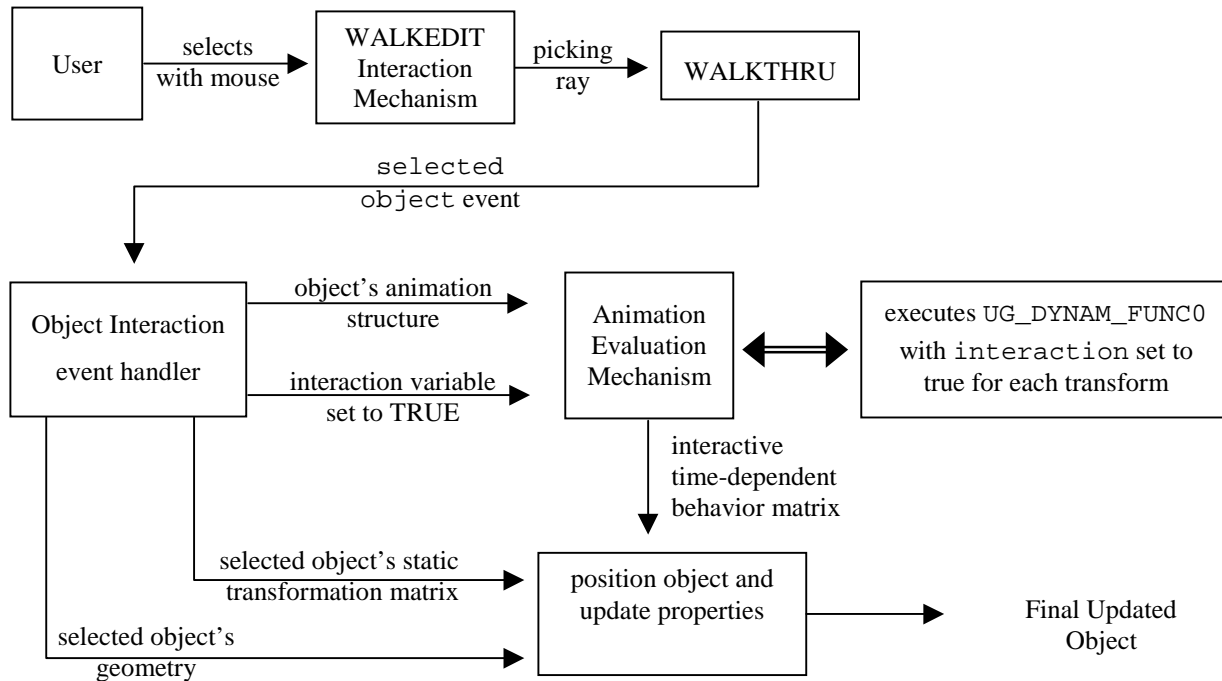 User
selects
with mouse
WALKEDIT
Interaction
Mechanism
picking
ray
WALKTHRU
selected
object event
Object Interaction
event handler
object’s animation
structure
interaction variable
set to TRUE
Animation
Evaluation
Mechanism
executes UG_DYNAM_FUNC0
with interaction set to
true for each transform
interactive
time-dependent
behavior matrix
selected object’s static
transformation matrix
selected object’s
geometry
position object and
update properties
Final Updated
Object